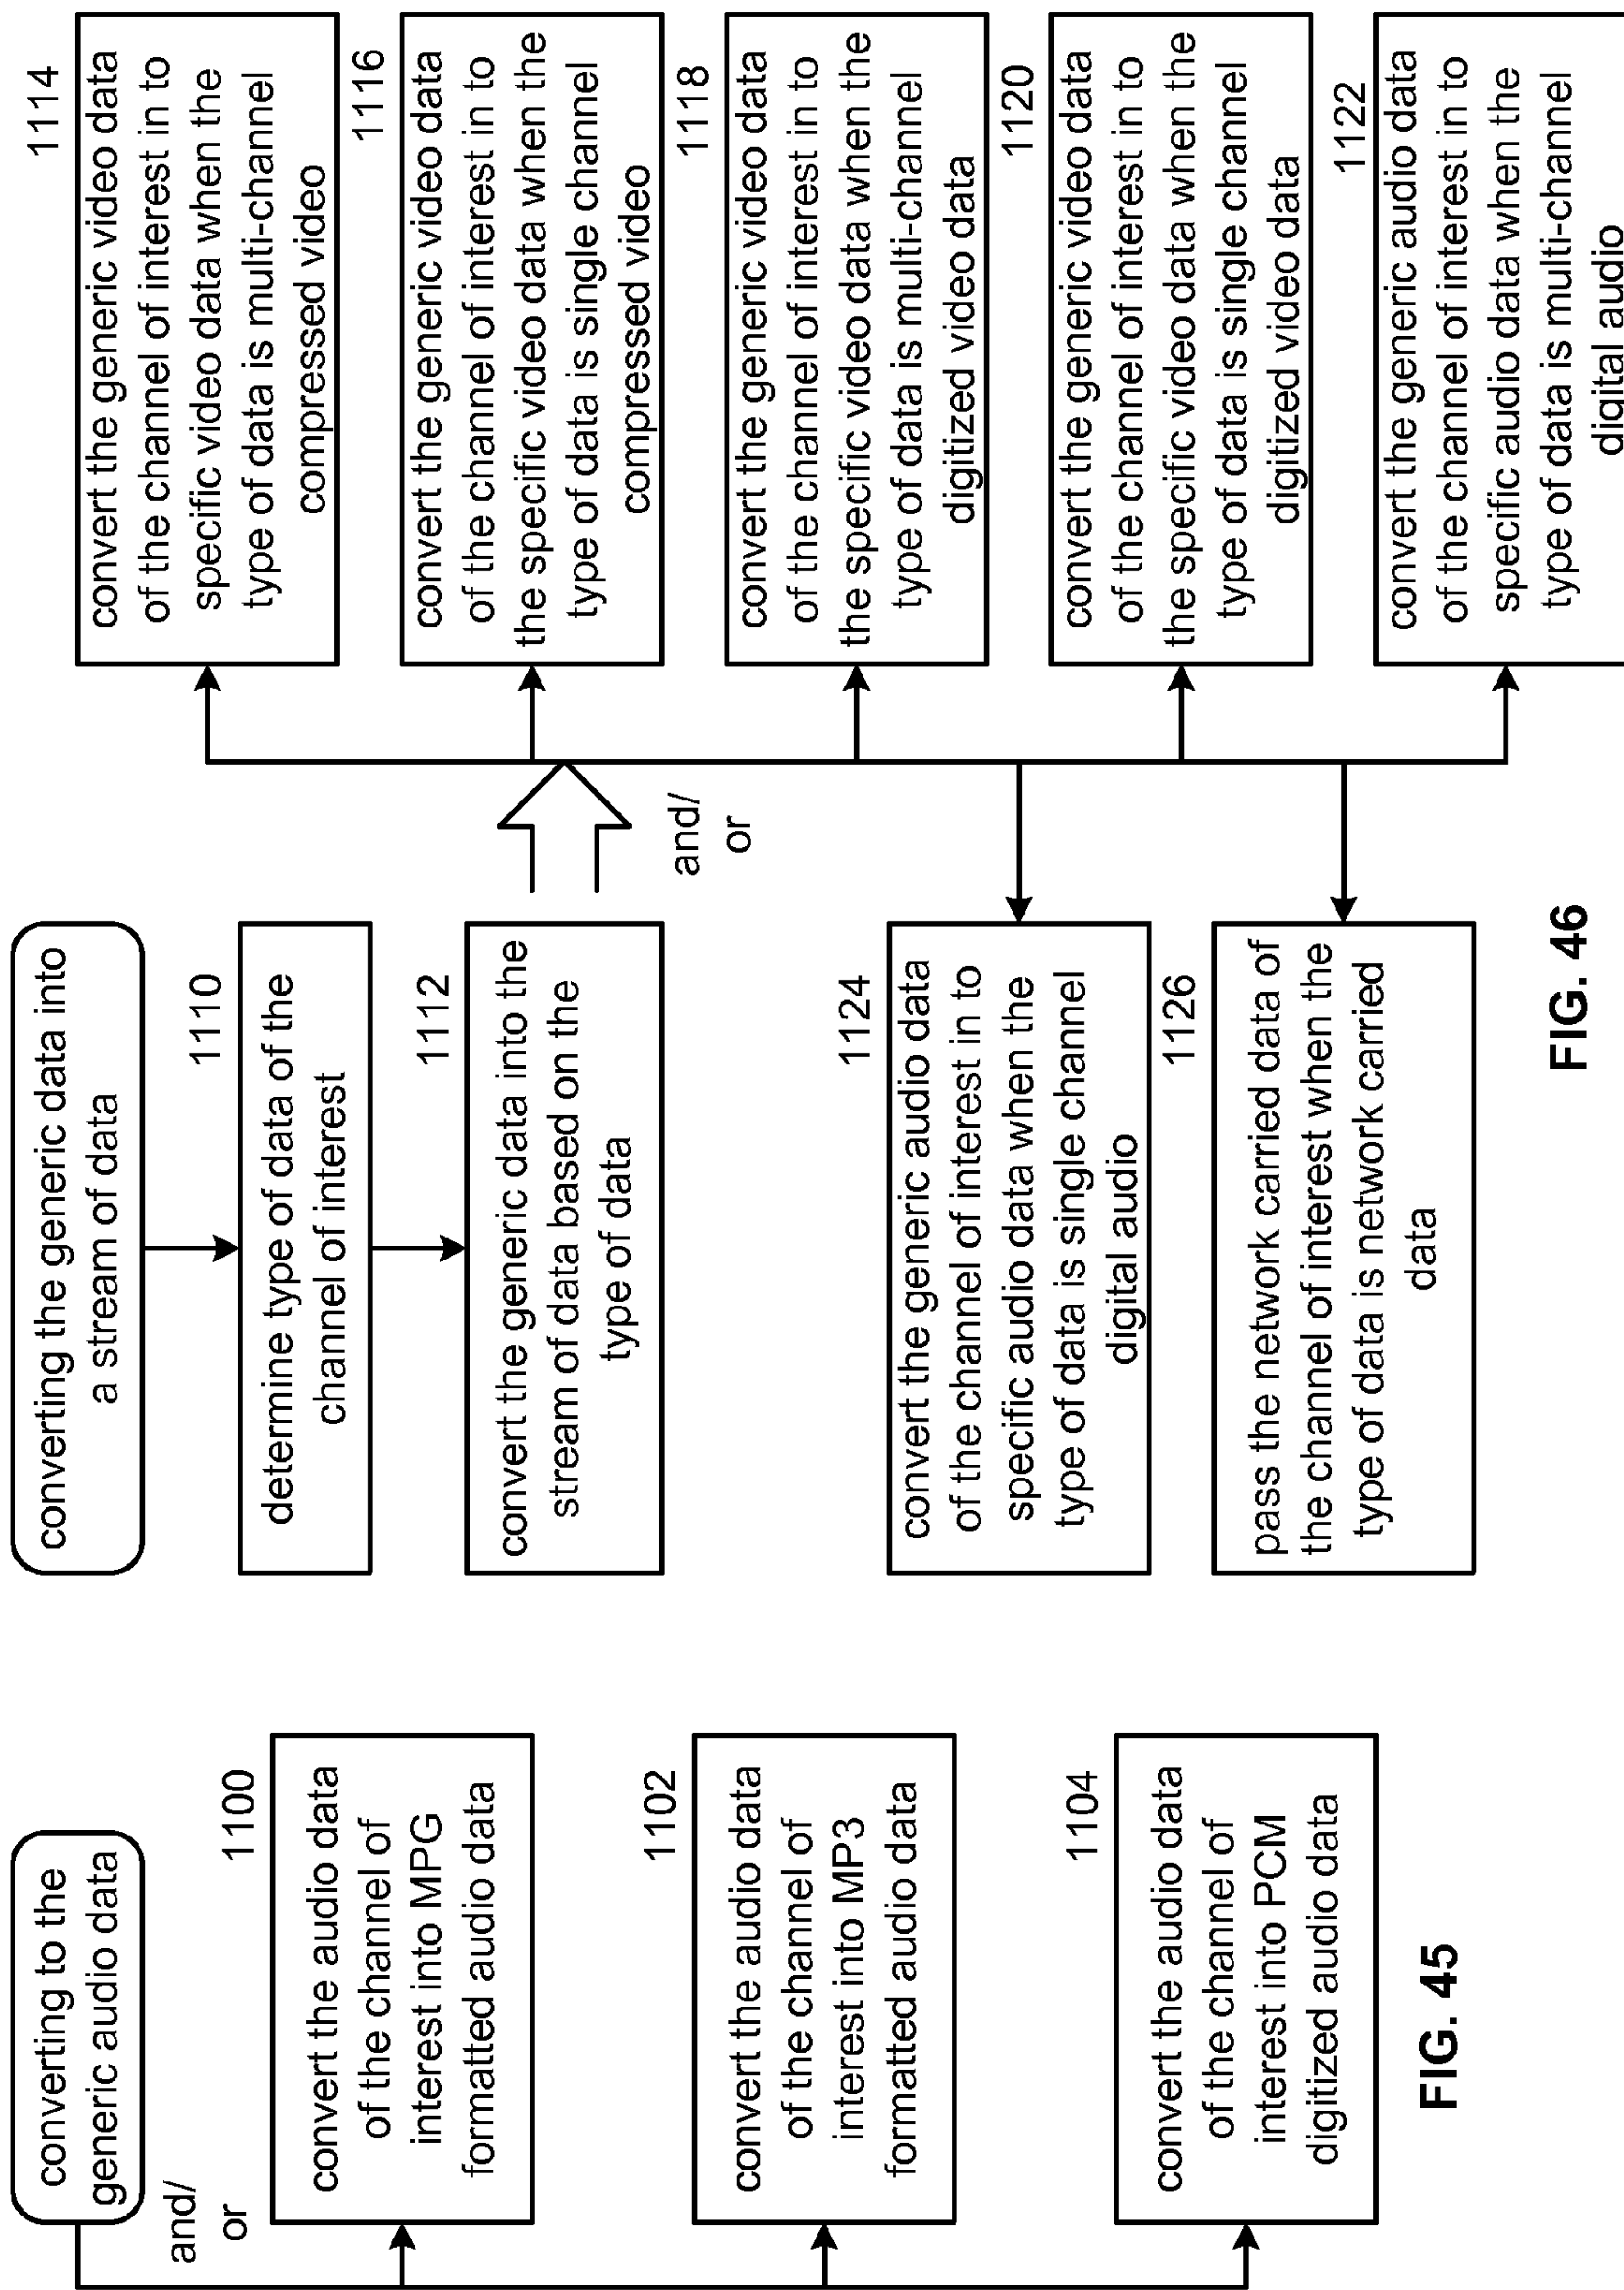 converting to the
generic audio data
and/
or
1100
convert the audio data
of the channel of
interest into MPG
formatted audio data
1102
convert the audio data
of the channel of
interest into MP3
formatted audio data
1104
convert the audio data
of the channel of
interest into PCM
digitized audio data
FIG. 45
converting the generic data into
a stream of data
1110
determine type of data of the
channel of interest
1112
convert the generic data into the
stream of data based on the
type of data
and/
or
1114
convert the generic video data
of the channel of interest in to
specific video data when the
type of data is multi-channel
compressed video
1116
convert the generic video data
of the channel of interest in to
the specific video data when the
type of data is single channel
compressed video
1118
convert the generic video data
of the channel of interest in to
the specific video data when the
type of data is multi-channel
digitized video data
1120
convert the generic video data
of the channel of interest in to
the specific video data when the
type of data is single channel
digitized video data
1122
convert the generic audio data
of the channel of interest in to
specific audio data when the
type of data is multi-channel
digital audio
1124
convert the generic audio data
of the channel of interest in to
specific audio data when the
type of data is single channel
digital audio
1126
pass the network carried data of
the channel of interest when the
type of data is network carried
data
FIG. 46